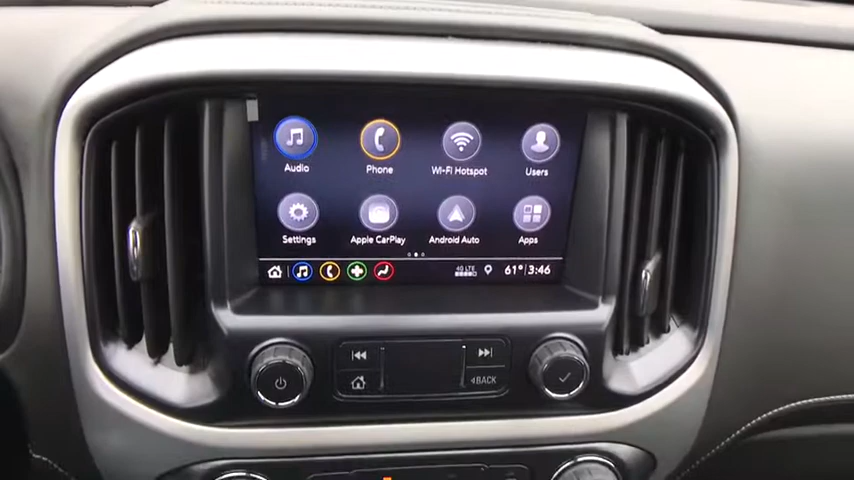 Audio Phone Wi-Fi Hotspot Users
Settings Apple CarPlay Android Auto Apps
4G LTE 61° 3:46
BACK